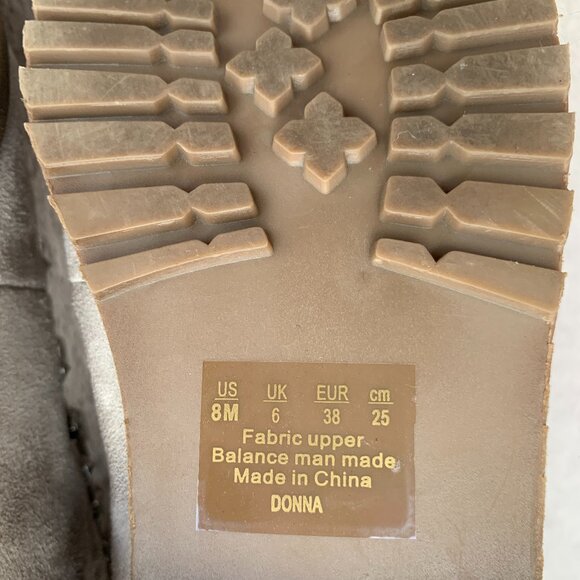 US UK EUR cm
8M 6 38 25
Fabric upper
Balance man made
Made in China
DONNA